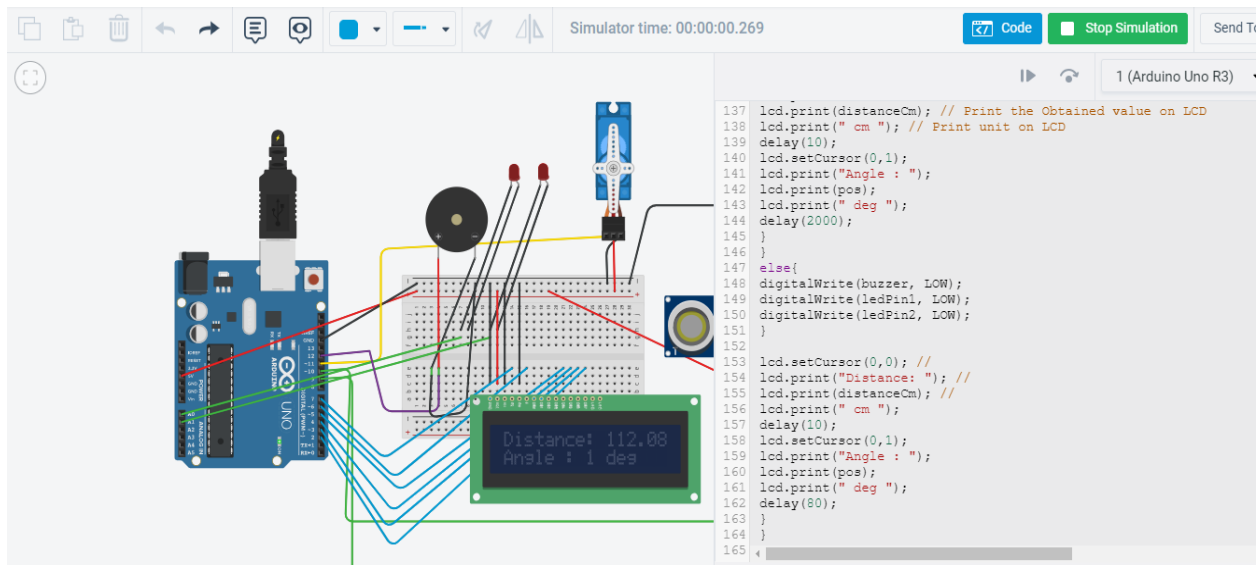 Simulator time: 00:00:00.269
Code
Stop Simulation
Send To
1 (Arduino Uno R3)
137 lcd.print(distanceCm); // Print the Obtained value on LCD
138 lcd.print(" cm "); // Print unit on LCD
139 delay(10);
140 lcd.setCursor(0,1);
141 lcd.print("Angle : ");
142 lcd.print(pos);
143 lcd.print(" deg ");
144 delay(2000);
145 }
146 }
147 else{
148 digitalWrite(buzzer, LOW);
149 digitalWrite(ledPin1, LOW);
150 digitalWrite(ledPin2, LOW);
151 }
152
153 lcd.setCursor(0,0); //
154 lcd.print("Distance: "); //
155 lcd.print(distanceCm); //
156 lcd.print(" cm ");
157 delay(10);
158 lcd.setCursor(0,1);
159 lcd.print("Angle : ");
160 lcd.print(pos);
161 lcd.print(" deg ");
162 delay(80);
163 }
164 }
165
ARDUINO
UNO
DIGITAL (PWM~)
POWER
ANALOG IN
Distance: 112.08
Angle : 1 deg